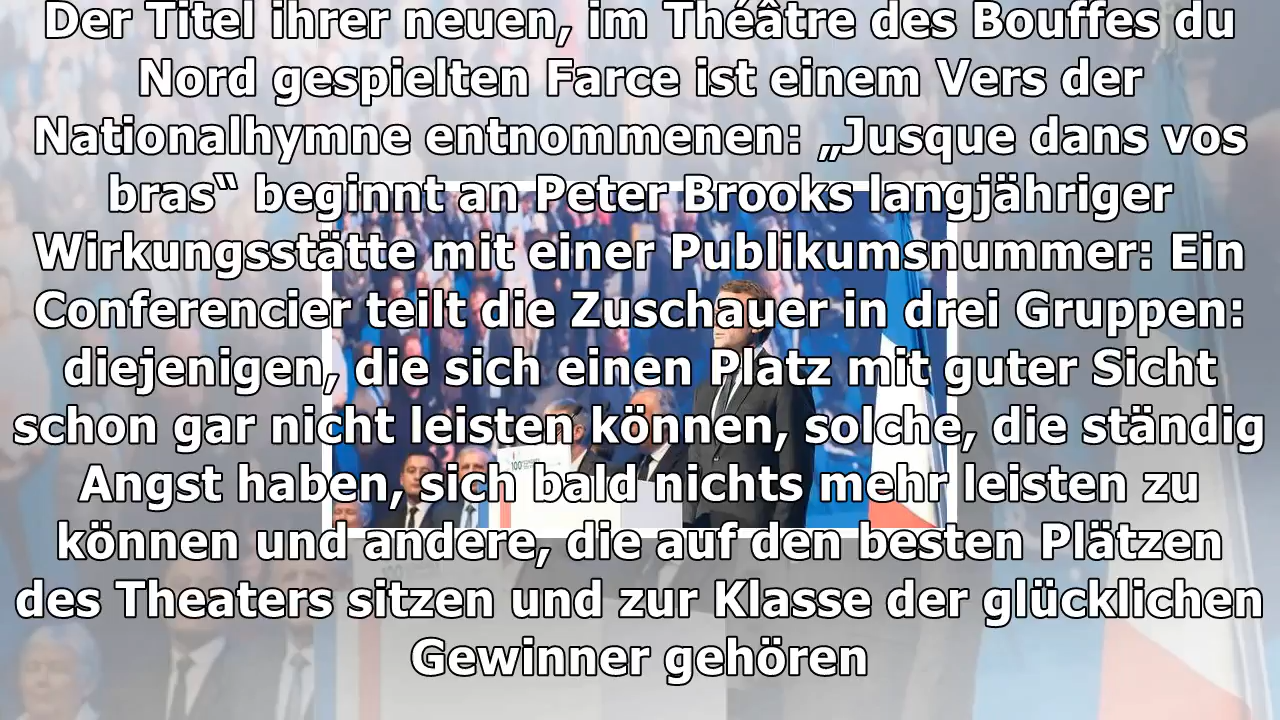 Der Titel ihrer neuen, im Théâtre des Bouffes du
Nord gespielten Farce ist einem Vers der
Nationalhymne entnommenen: „Jusque dans vos
bras“ beginnt an Peter Brooks langjähriger
Wirkungsstätte mit einer Publikumsnummer: Ein
Conferencier teilt die Zuschauer in drei Gruppen:
diejenigen, die sich einen Platz mit guter Sicht
schon gar nicht leisten können, solche, die ständig
Angst haben, sich bald nichts mehr leisten zu
können und andere, die auf den besten Plätzen
des Theaters sitzen und zur Klasse der glücklichen
Gewinner gehören